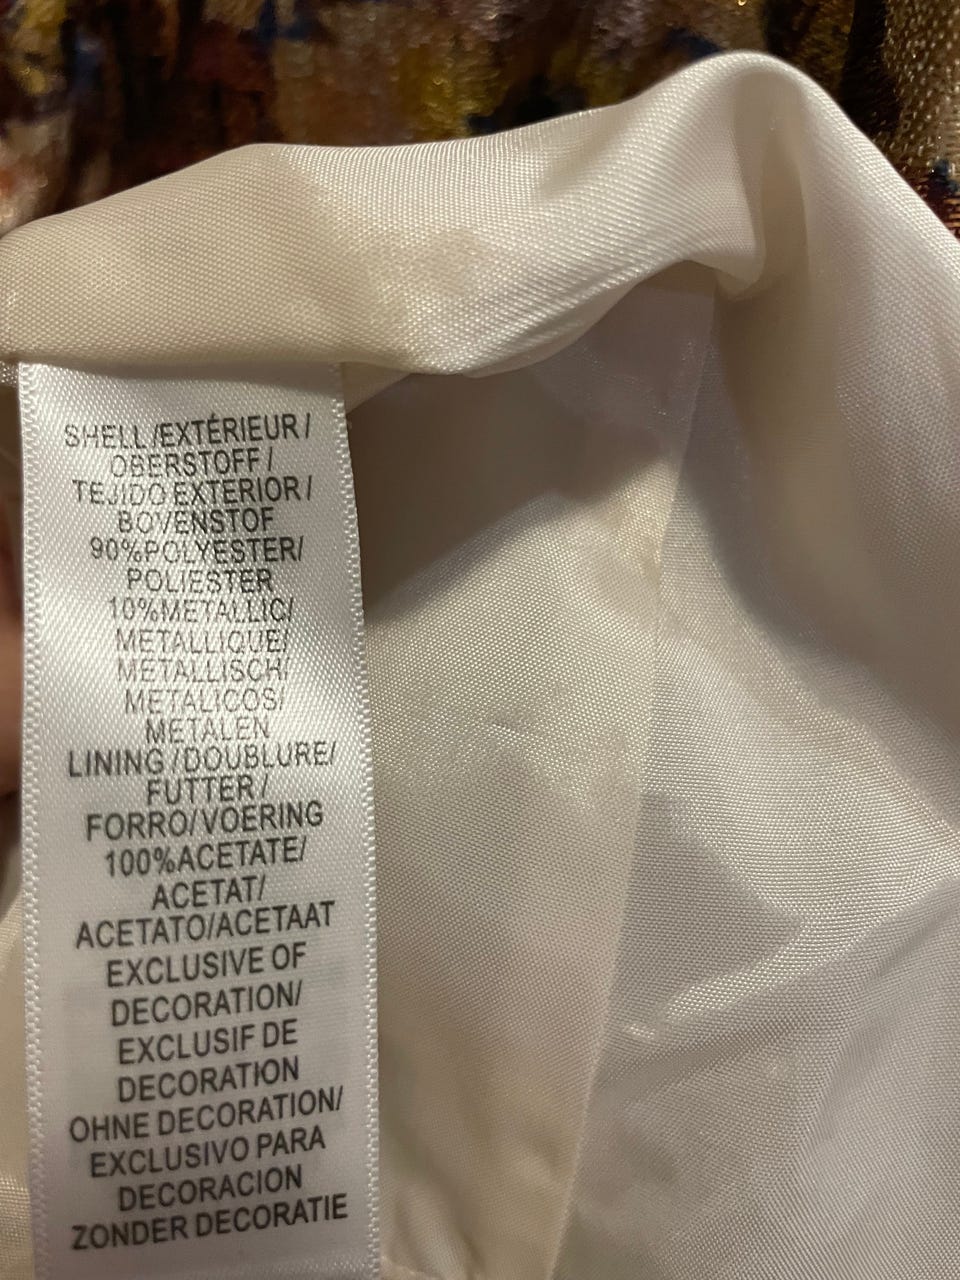 SHELL/EXTÉRIEUR/
OBERSTOFF/
TEJIDO EXTERIOR/
BOVENSTOF
90%POLYESTER/
POLIESTER
10%METALLIC/
METALLIQUE/
METALLISCH/
METALICOS/
METALEN
LINING/DOUBLURE/
FUTTER/
FORRO/VOERING
100%ACETATE/
ACETAT/
ACETATO/ACETAAT
EXCLUSIVE OF
DECORATION/
EXCLUSIF DE
DECORATION
OHNE DECORATION/
EXCLUSIVO PARA
DECORACION
ZONDER DECORATIE